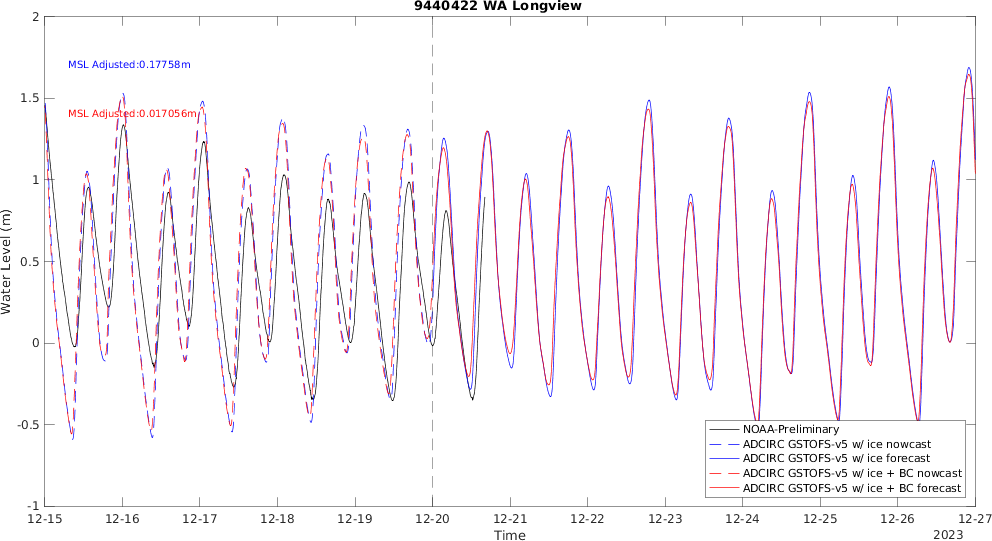 9440422 WA Longview
MSL Adjusted:0.17758m
MSL Adjusted:0.017056m
Water Level (m)
2
1.5
1
0.5
0
-0.5
-1
NOAA-Preliminary
ADCIRC GSTOFS-v5 w/ ice nowcast
ADCIRC GSTOFS-v5 w/ ice forecast
ADCIRC GSTOFS-v5 w/ ice + BC nowcast
ADCIRC GSTOFS-v5 w/ ice + BC forecast
12-15 12-16 12-17 12-18 12-19 12-20 12-21 12-22 12-23 12-24 12-25 12-26 12-27
Time
2023